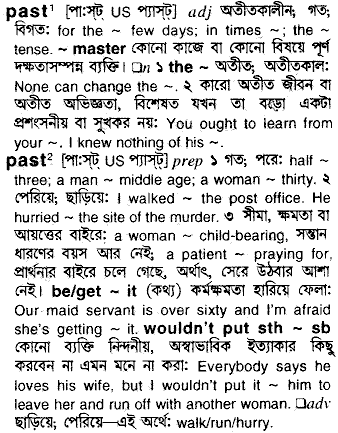 past¹ [পা:স্ট্ US প্যাস্ট্] adj অতীতকালীন; গত;
বিগত: for the ~ few days; in times ~; the ~
tense. ~ master কোনো কাজে বা কোনো বিষয়ে পূর্ণ
দক্ষতাসম্পন্ন ব্যক্তি। □n ১ the ~ অতীত; অতীতকাল:
None can change the ~. ২ কারো অতীত জীবন বা
অতীত অভিজ্ঞতা, বিশেষত যখন তা বড়ো একটা
প্রশংসনীয় বা সুখকর নয়: You ought to learn from
your ~. I knew nothing of his ~.
past² [পা:স্ট্ US প্যাস্ট্] prep ১ গত; পরে: half ~
three; a man ~ middle age; a woman ~ thirty. ২
পেরিয়ে; ছাড়িয়ে: I walked ~ the post office. He
hurried ~ the site of the murder. ৩ সীমা, ক্ষমতা বা
আয়ত্তের বাইরে: a woman ~ child-bearing, সন্তান
ধারণের বয়স আর নেই; a patient ~ praying for,
প্রার্থনার বাইরে চলে গেছে, অর্থাৎ, সেরে উঠবার আশা
নেই। be/get ~ it (কথ্য) কর্মক্ষমতা হারিয়ে ফেলা:
Our maid servant is over sixty and I'm afraid
she's getting ~ it. wouldn't put sth ~ sb
কোনো ব্যক্তি নিন্দনীয়, অস্বাভাবিক ইত্যাকার কিছু
করবেন না এমন মনে না করা: Everybody says he
loves his wife, but I wouldn't put it ~ him to
leave her and run off with another woman. □adv
ছাড়িয়ে; পেরিয়ে—এই অর্থে: walk/run/hurry.